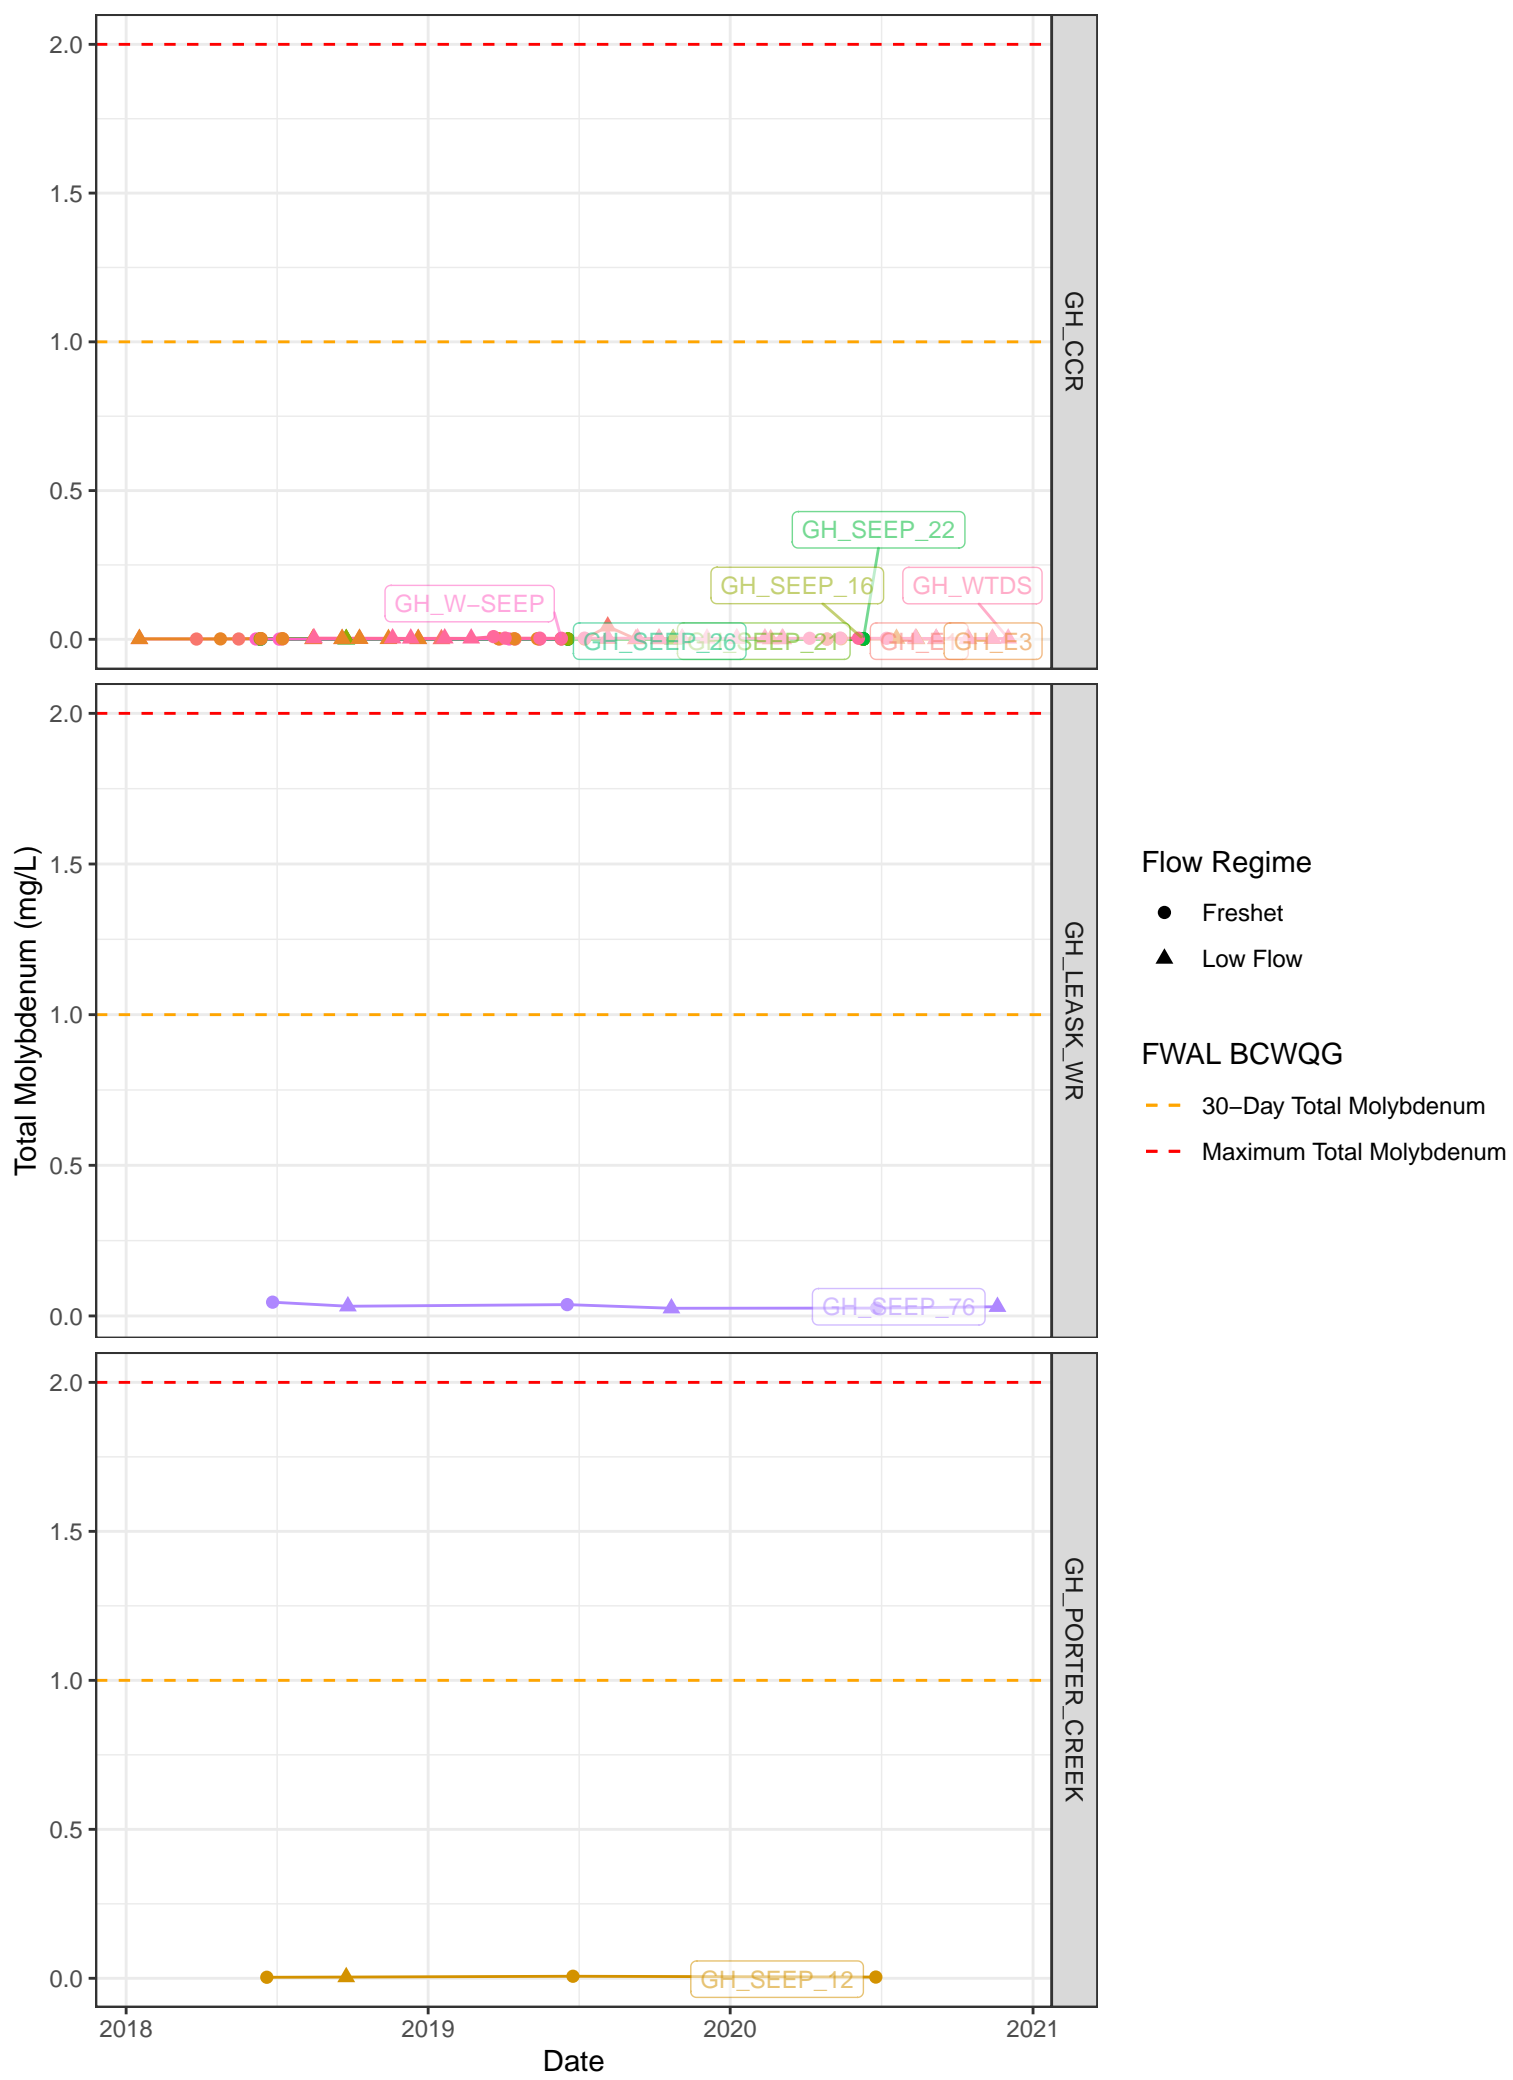 2.0
1.5
1.0
0.5
0.0
GH_SEEP_22
GH_SEEP_16
GH_WTDS
GH_W−SEEP
GH_SEEP_26
GH_SEEP_21
GH_E3
GH_CCR
2.0
1.5
1.0
0.5
0.0
GH_SEEP_76
GH_LEASK_WR
Total Molybdenum (mg/L)
2.0
1.5
1.0
0.5
0.0
GH_SEEP_12
GH_PORTER_CREEK
2018
2019
2020
2021
Date
Flow Regime
Freshet
Low Flow
FWAL BCWQG
30−Day Total Molybdenum
Maximum Total Molybdenum